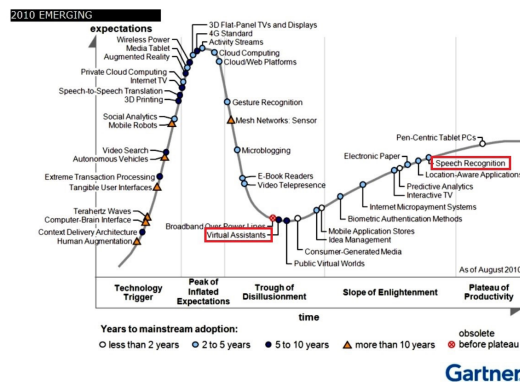 2010 EMERGING
expectations
3D Flat-Panel TVs and Displays
4G Standard
Activity Streams
Wireless Power
Media Tablet
Augmented Reality
Cloud Computing
Cloud/Web Platforms
Private Cloud Computing
Internet TV
Speech-to-Speech Translation
3D Printing
Gesture Recognition
Social Analytics
Mobile Robots
Mesh Networks: Sensor
Pen-Centric Tablet PCs
Video Search
Autonomous Vehicles
Microblogging
Electronic Paper
Speech Recognition
Location-Aware Applications
Extreme Transaction Processing
Tangible User Interfaces
E-Book Readers
Video Telepresence
Predictive Analytics
Interactive TV
Internet Micropayment Systems
Terahertz Waves
Computer-Brain Interface
Biometric Authentication Methods
Context Delivery Architecture
Human Augmentation
Broadband Over Power Lines
Virtual Assistants
Mobile Application Stores
Idea Management
Consumer-Generated Media
Public Virtual Worlds
As of August 2010
Technology
Trigger
Peak of
Inflated
Expectations
Trough of
Disillusionment
Slope of Enlightenment
Plateau of
Productivity
time
Years to mainstream adoption:
less than 2 years
2 to 5 years
5 to 10 years
more than 10 years
obsolete
before plateau
Gartner